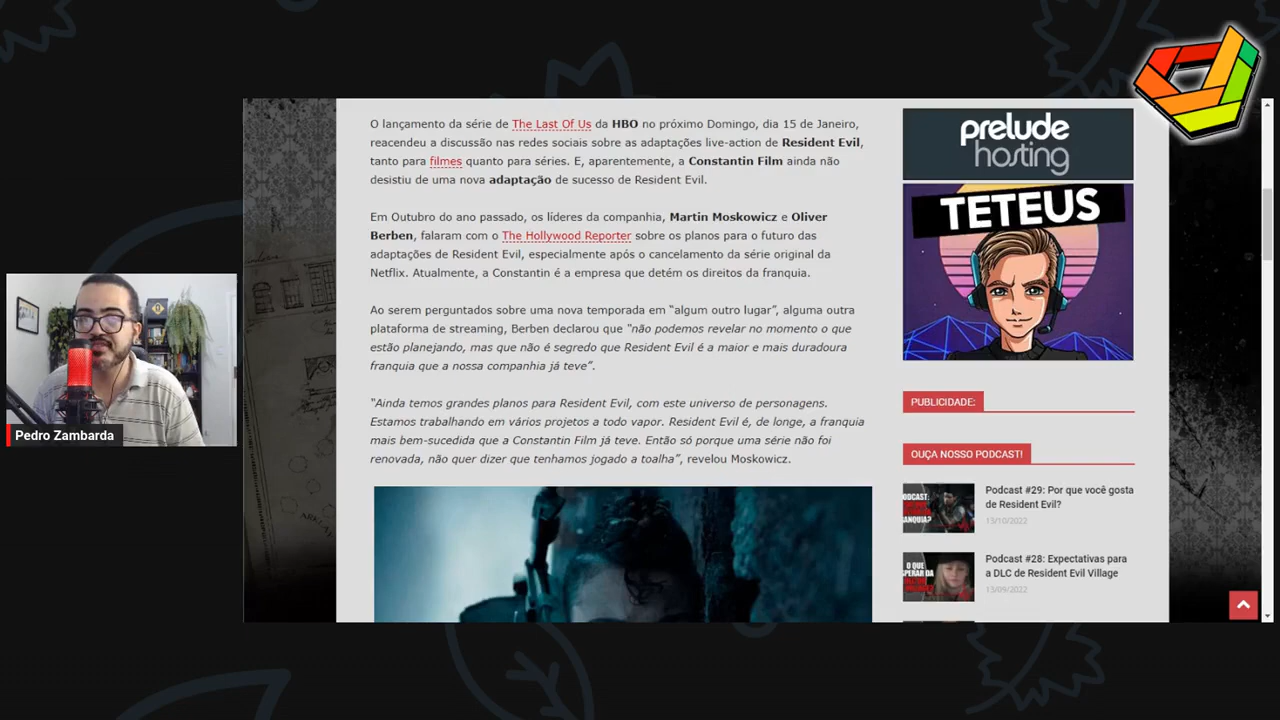 O lançamento da série de The Last Of Us da HBO no próximo Domingo, dia 15 de Janeiro,
reacendeu a discussão nas redes sociais sobre as adaptações live-action de Resident Evil,
tanto para filmes quanto para séries. E, aparentemente, a Constantin Film ainda não
desistiu de uma nova adaptação de sucesso de Resident Evil.
Em Outubro do ano passado, os líderes da companhia, Martin Moskowicz e Oliver
Berben, falaram com o The Hollywood Reporter sobre os planos para o futuro das
adaptações de Resident Evil, especialmente após o cancelamento da série original da
Netflix. Atualmente, a Constantin é a empresa que detém os direitos da franquia.
Ao serem perguntados sobre uma nova temporada em “algum outro lugar”, alguma outra
plataforma de streaming, Berben declarou que “não podemos revelar no momento o que
estão planejando, mas que não é segredo que Resident Evil é a maior e mais duradoura
franquia que a nossa companhia já teve”.
“Ainda temos grandes planos para Resident Evil, com este universo de personagens.
Estamos trabalhando em vários projetos a todo vapor. Resident Evil é, de longe, a franquia
mais bem-sucedida que a Constantin Film já teve. Então só porque uma série não foi
renovada, não quer dizer que tenhamos jogado a toalha”, revelou Moskowicz.
prelude
hosting
TETEUS
PUBLICIDADE:
OUÇA NOSSO PODCAST!
PODCAST:
Podcast #29: Por que você gosta
de Resident Evil?
13/10/2022
O QUE
Podcast #28: Expectativas para
a DLC de Resident Evil Village
13/09/2022
Pedro Zambarda